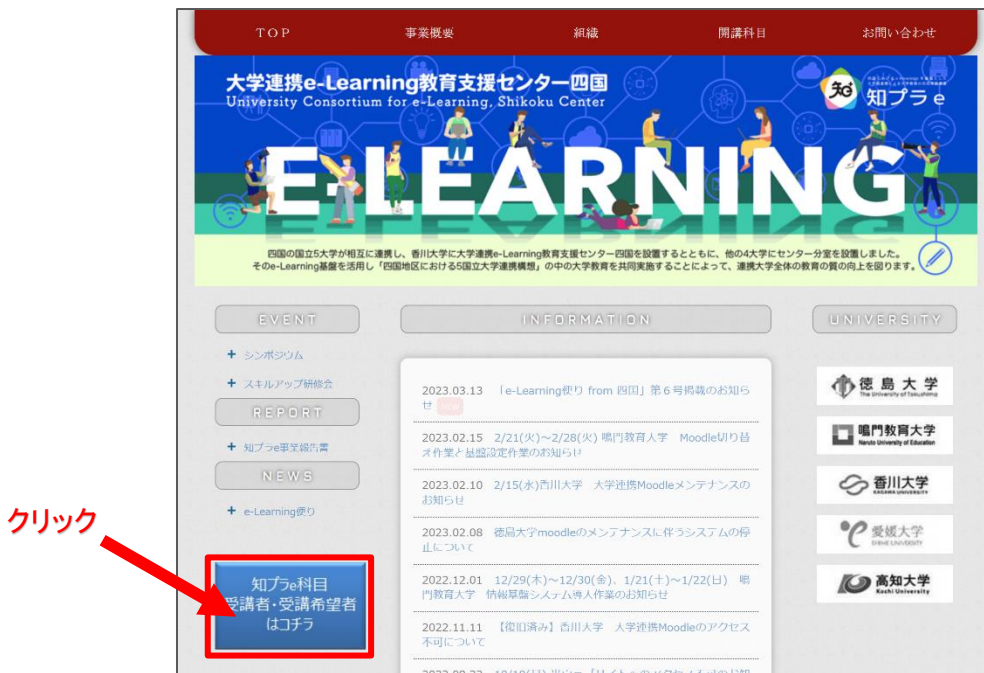 TOP 事業概要 組織 開講科目 お問い合わせ
大学連携e-Learning教育支援センター四国
University Consortium for e-Learning, Shikoku Center
知プラe
E-LEARNING
四国の国立5大学が相互に連携し、香川大学に大学連携e-Learning教育支援センター四国を設置するとともに、他の4大学にセンター分室を設置しました。
そのe-Learning基盤を活用し「四国地区における5国立大学連携構想」の中の大学教育を共同実施することによって、連携大学全体の教育の質の向上を図ります。
EVENT
+ シンポジウム
+ スキルアップ研修会
REPORT
+ 知プラe事業報告書
NEWS
+ e-Learning便り
クリック
知プラe科目
受講者・受講希望者
はコチラ
INFORMATION
2023.03.13 「e-Learning便り from 四国」第6号掲載のお知ら
せ NEW
2023.02.15 2/21(火)~2/28(火) 鳴門教育大学 Moodle切り替
え作業と基盤設定作業のお知らせ
2023.02.10 2/15(水)香川大学 大学連携Moodleメンテナンスの
お知らせ
2023.02.08 徳島大学moodleのメンテナンスに伴うシステムの停
止について
2022.12.01 12/29(木)~12/30(金)、1/21(土)~1/22(日) 鳴
門教育大学 情報基盤システム導入作業のお知らせ
2022.11.11 【復旧済み】香川大学 大学連携Moodleのアクセス
不可について
UNIVERSITY
徳島大学
The University of Tokushima
鳴門教育大学
Naruto University of Education
香川大学
KAGAWA UNIVERSITY
愛媛大学
EHIME UNIVERSITY
高知大学
Kochi University